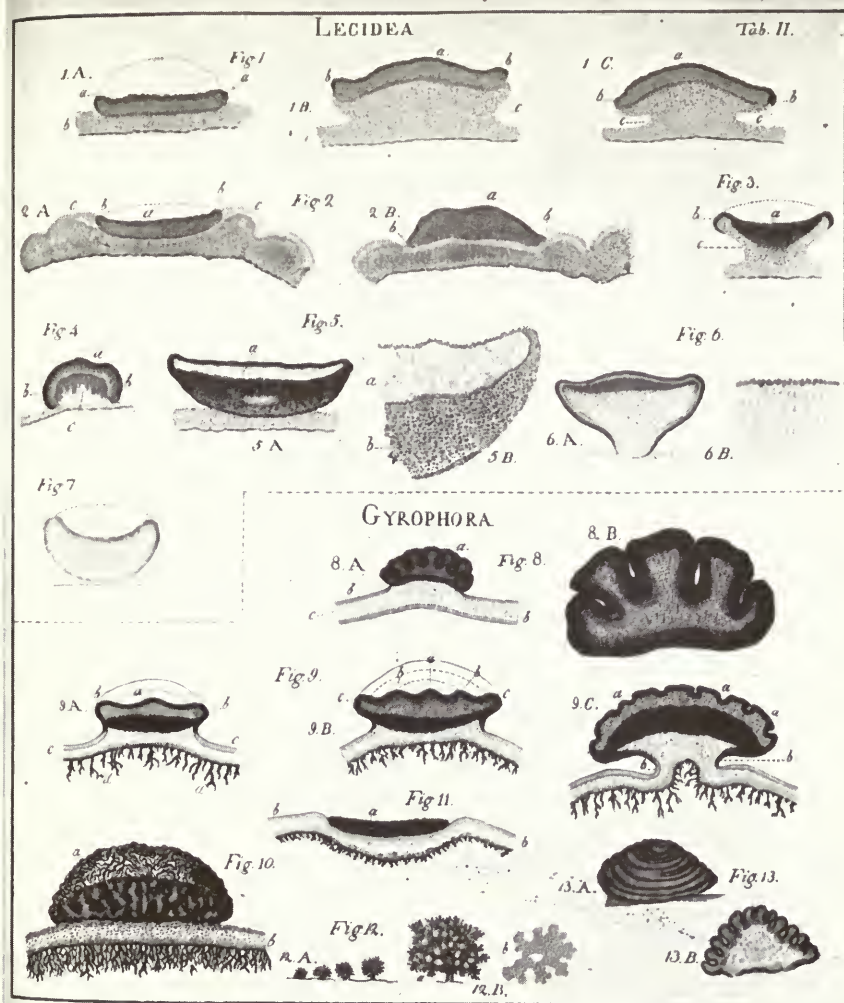 LECIDEA
Tab. II.
Fig 1
1.A.
a
a
b
a.
b
b
1 B.
c
1 C.
a
b
b
c
c
Fig 2
2 A
c
b
a
b
c
2 B.
a
b
b
Fig. 3.
b
a
c
Fig 4
a
b
b
c
Fig 5.
a
5 A
a
b
5 B.
Fig. 6.
6. A.
6 B.
Fig 7
GYROPHORA
8. A
a.
Fig. 8.
b
c
b
8. B.
9 A.
b
a
b
c
c
d
d
Fig. 9.
a
b
b
c
c
9. B.
9. C.
a
a
a
b
b
Fig. 10.
a
b
Fig 11.
b
a
b
Fig 12.
12. A.
a
b
12. B.
13. A.
Fig. 13.
13. B.